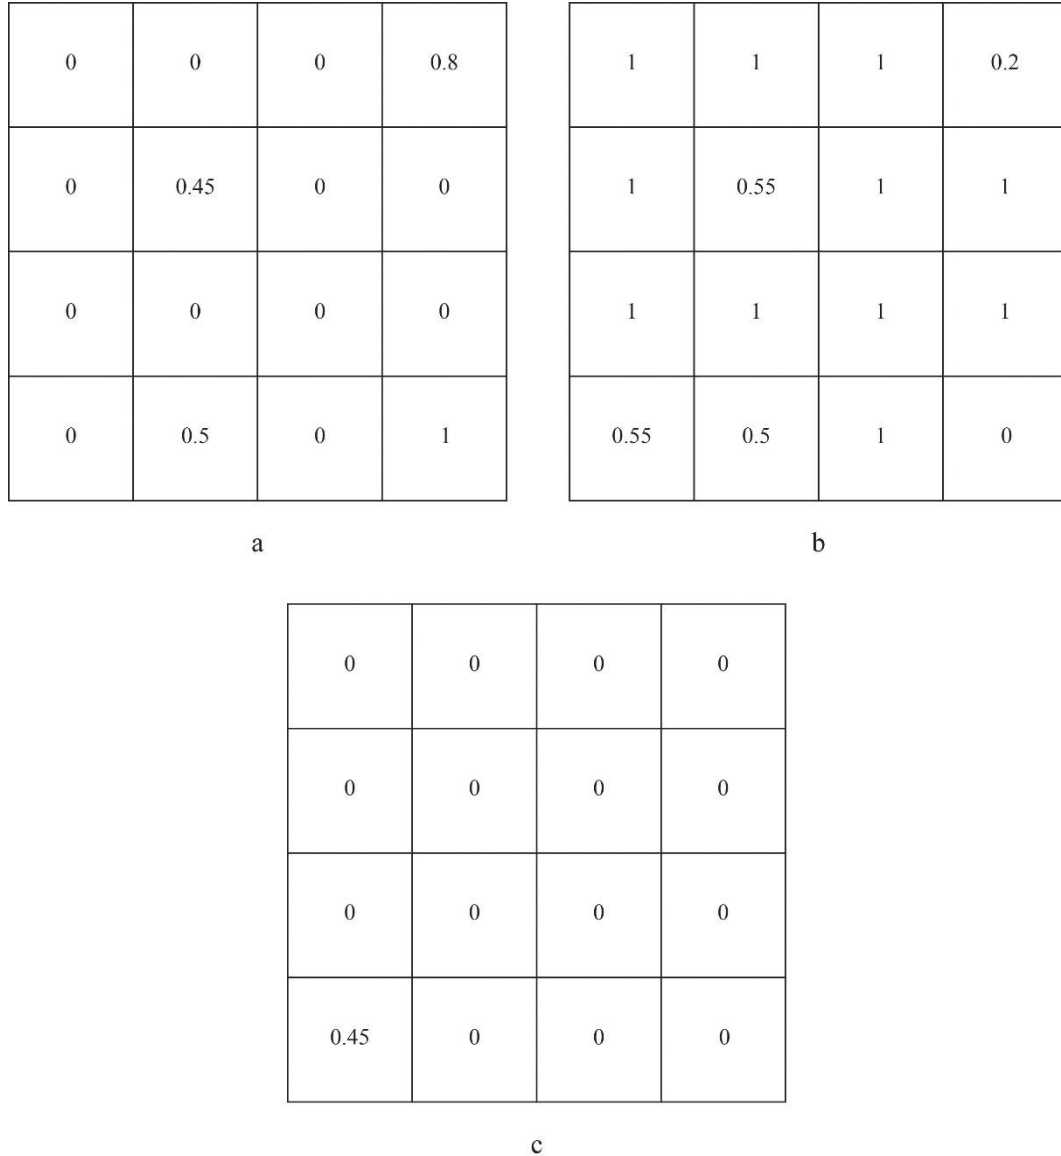 0 0 0 0.8
0 0.45 0 0
0 0 0 0
0 0.5 0 1
a
1 1 1 0.2
1 0.55 1 1
1 1 1 1
0.55 0.5 1 0
b
0 0 0 0
0 0 0 0
0 0 0 0
0.45 0 0 0
c